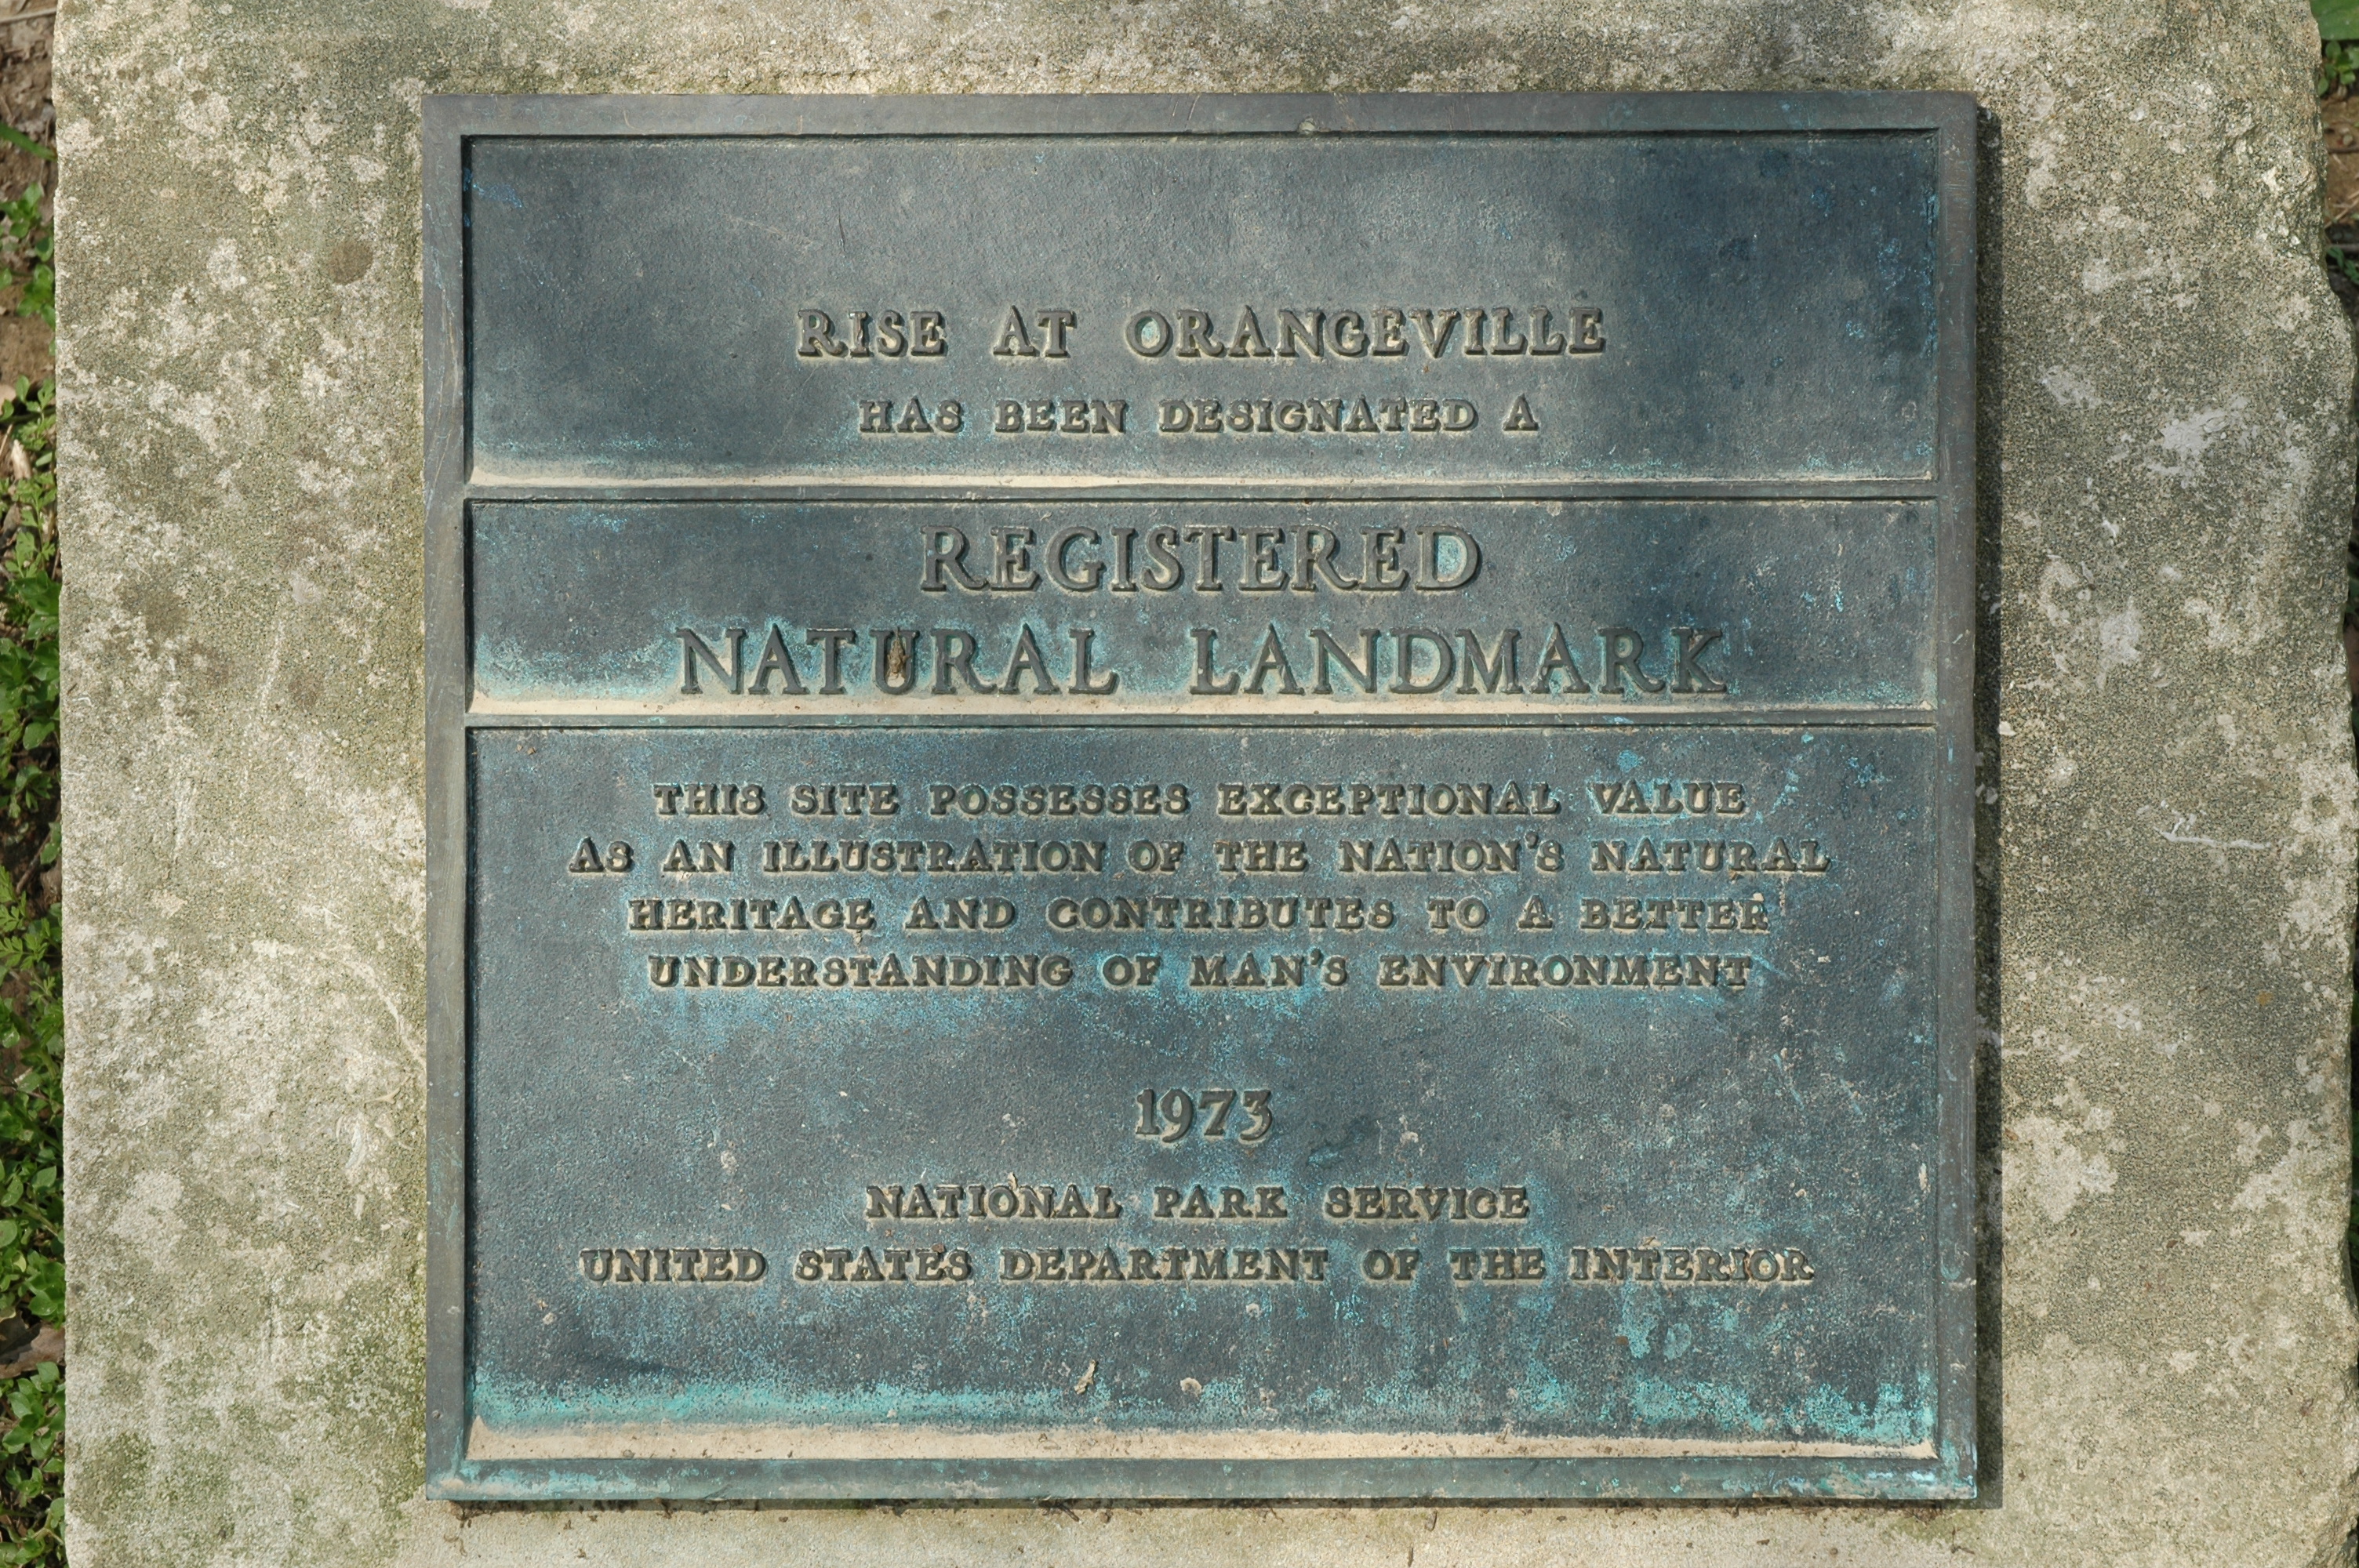 RISE AT ORANGEVILLE
HAS BEEN DESIGNATED A
REGISTERED
NATURAL LANDMARK
THIS SITE POSSESSES EXCEPTIONAL VALUE
AS AN ILLUSTRATION OF THE NATION'S NATURAL
HERITAGE AND CONTRIBUTES TO A BETTER
UNDERSTANDING OF MAN'S ENVIRONMENT
1973
NATIONAL PARK SERVICE
UNITED STATES DEPARTMENT OF THE INTERIOR